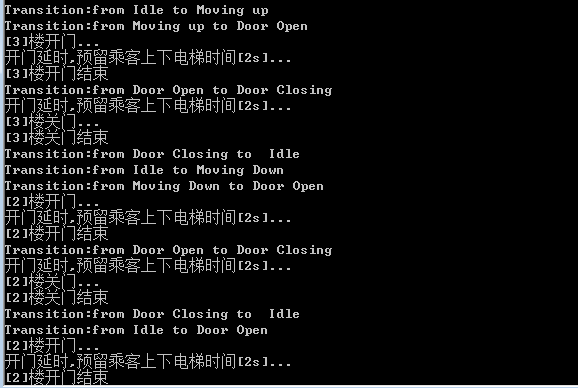 Transition:from Idle to Moving up
Transition:from Moving up to Door Open
[3]楼开门...
开门延时,预留乘客上下电梯时间[2s]...
[3]楼开门结束
Transition:from Door Open to Door Closing
开门延时,预留乘客上下电梯时间[2s]...
[3]楼关门...
[3]楼关门结束
Transition:from Door Closing to  Idle
Transition:from Idle to Moving Down
Transition:from Moving Down to Door Open
[2]楼开门...
开门延时,预留乘客上下电梯时间[2s]...
[2]楼开门结束
Transition:from Door Open to Door Closing
开门延时,预留乘客上下电梯时间[2s]...
[2]楼关门...
[2]楼关门结束
Transition:from Door Closing to  Idle
Transition:from Idle to Door Open
[2]楼开门...
开门延时,预留乘客上下电梯时间[2s]...
[2]楼开门结束